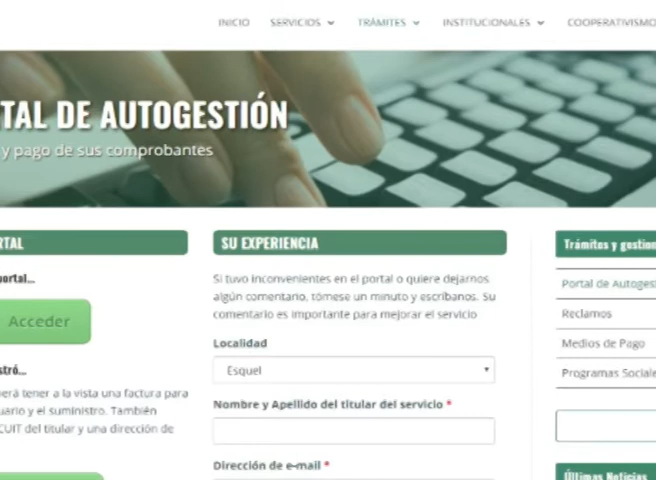 INICIO SERVICIOS TRÁMITES INSTITUCIONALES COOPERATIVISMO
TAL DE AUTOGESTIÓN
y pago de sus comprobantes
RTAL
portal...
Acceder
stró...
erá tener a la vista una factura para
uario y el suministro. También
CUIT del titular y una dirección de
SU EXPERIENCIA
Si tuvo inconvenientes en el portal o quiere dejarnos
algún comentario, tómese un minuto y escríbanos. Su
comentario es importante para mejorar el servicio
Localidad
Esquel
Nombre y Apellido del titular del servicio *
Dirección de e-mail *
Trámites y gestion
Portal de Autogest
Reclamos
Medios de Pago
Programas Sociale
Últimas Noticias